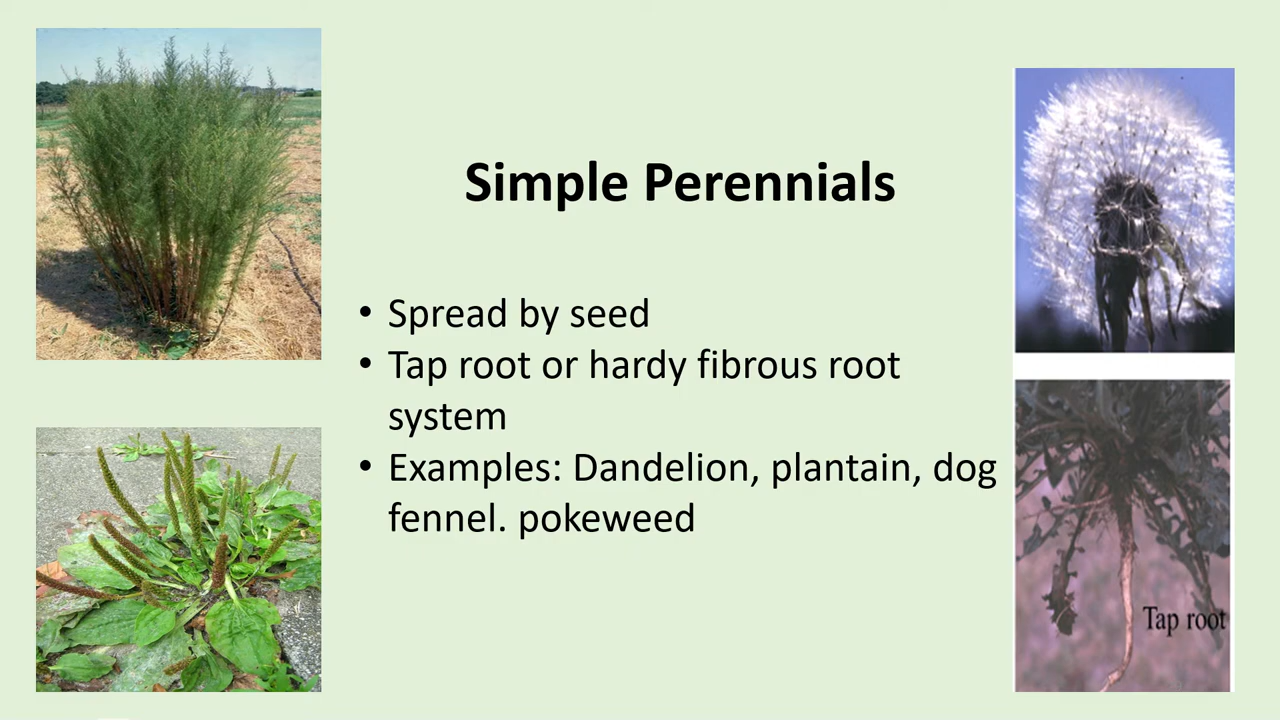 Simple Perennials
• Spread by seed
• Tap root or hardy fibrous root
system
• Examples: Dandelion, plantain, dog
fennel. pokeweed
Tap root